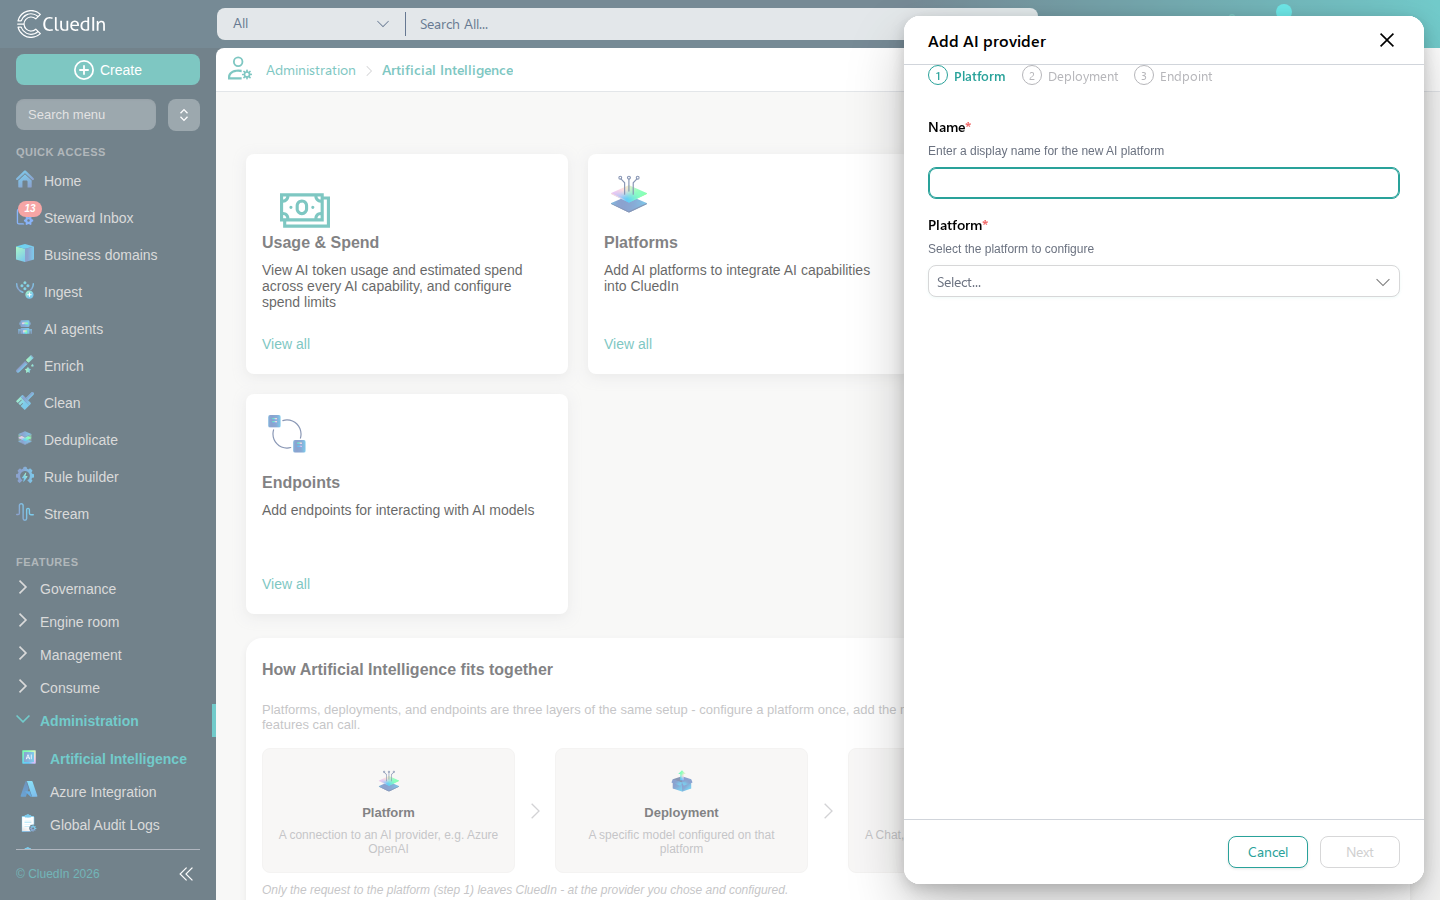 CluedIn
All
Search All...
Create
Search menu
QUICK ACCESS
Home
13
Steward Inbox
Business domains
Ingest
AI agents
Enrich
Clean
Deduplicate
Rule builder
Stream
FEATURES
Governance
Engine room
Management
Consume
Administration
Artificial Intelligence
Azure Integration
Global Audit Logs
© CluedIn 2026
Administration
Artificial Intelligence
Usage & Spend
View AI token usage and estimated spend
across every AI capability, and configure
spend limits
View all
Platforms
Add AI platforms to integrate AI capabilities
into CluedIn
View all
Endpoints
Add endpoints for interacting with AI models
View all
How Artificial Intelligence fits together
Platforms, deployments, and endpoints are three layers of the same setup - configure a platform once, add the
features can call.
Platform
A connection to an AI provider, e.g. Azure
OpenAI
Deployment
A specific model configured on that
platform
A Chat,
Only the request to the platform (step 1) leaves CluedIn - at the provider you chose and configured.
Add AI provider
1 Platform
2 Deployment
3 Endpoint
Name*
Enter a display name for the new AI platform
Platform*
Select the platform to configure
Select...
Cancel
Next